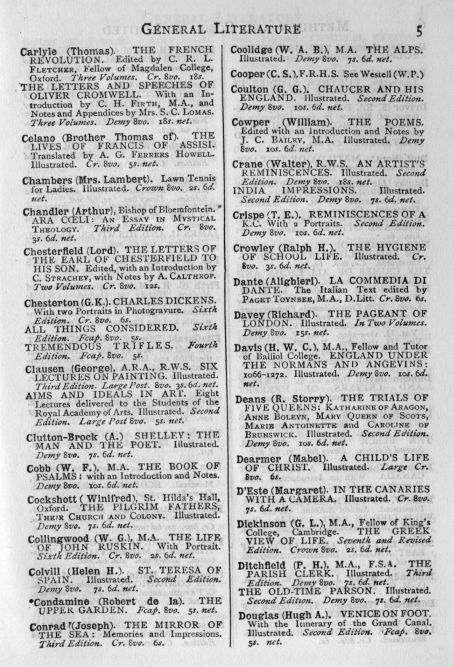 GENERAL LITERATURE 5
Carlyle (Thomas). THE FRENCH
REVOLUTION. Edited by C. R. L.
FLETCHER, Fellow of Magdalen College,
Oxford. Three Volumes. Cr. 8vo. 18s.
THE LETTERS AND SPEECHES OF
OLIVER CROMWELL. With an In-
troduction by C. H. FIRTH, M.A., and
Notes and Appendices by Mrs. S. C. LOMAS.
Three Volumes. Demy 8vo. 18s. net.
Celano (Brother Thomas of). THE
LIVES OF FRANCIS OF ASSISI.
Translated by A. G. FERRERS HOWELL.
Illustrated. Cr. 8vo. 5s. net.
Chambers (Mrs. Lambert). Lawn Tennis
for Ladies. Illustrated. Crown 8vo. 2s. 6d.
net.
Chandler (Arthur), Bishop of Bloemfontein.
ARA CŒLI: AN ESSAY IN MYSTICAL
THEOLOGY. Third Edition. Cr. 8vo.
3s. 6d. net.
Chesterfield (Lord). THE LETTERS OF
THE EARL OF CHESTERFIELD TO
HIS SON. Edited, with an Introduction by
C. STRACHEY, with Notes by A. CALTHROP.
Two Volumes. Cr. 8vo. 12s.
Chesterton (G.K.). CHARLES DICKENS.
With two Portraits in Photogravure. Sixth
Edition. Cr. 8vo. 6s.
ALL THINGS CONSIDERED. Sixth
Edition. Fcap. 8vo. 5s.
TREMENDOUS TRIFLES. Fourth
Edition. Fcap. 8vo. 5s.
Clausen (George), A.R.A., R.W.S. SIX
LECTURES ON PAINTING. Illustrated.
Third Edition. Large Post. 8vo. 3s. 6d. net.
AIMS AND IDEALS IN ART. Eight
Lectures delivered to the Students of the
Royal Academy of Arts. Illustrated. Second
Edition. Large Post 8vo. 5s. net.
Clutton-Brock (A.) SHELLEY: THE
MAN AND THE POET. Illustrated.
Demy 8vo. 7s. 6d. net.
Cobb (W. F.), M.A. THE BOOK OF
PSALMS: with an Introduction and Notes.
Demy 8vo. 10s. 6d. net.
Cockshott (Winifred), St. Hilda's Hall,
Oxford. THE PILGRIM FATHERS,
THEIR CHURCH AND COLONY. Illustrated.
Demy 8vo. 7s. 6d. net.
Collingwood (W. G.), M.A. THE LIFE
OF JOHN RUSKIN. With Portrait.
Sixth Edition. Cr. 8vo. 2s. 6d. net.
Colvill (Helen H.). ST. TERESA OF
SPAIN. Illustrated. Second Edition.
Demy 8vo. 7s. 6d. net.
*Condamine (Robert de la). THE
UPPER GARDEN. Fcap. 8vo. 5s. net.
Conrad (Joseph). THE MIRROR OF
THE SEA: Memories and Impressions.
Third Edition. Cr. 8vo. 6s.
Coolidge (W. A. B.), M.A. THE ALPS.
Illustrated. Demy 8vo. 7s. 6d. net.
Cooper (C. S.), F.R.H.S. See Westell (W.P.)
Coulton (G. G.). CHAUCER AND HIS
ENGLAND. Illustrated. Second Edition.
Demy 8vo. 10s. 6d. net.
Cowper (William). THE POEMS.
Edited with an Introduction and Notes by
J. C. BAILEY, M.A. Illustrated. Demy
8vo. 10s. 6d. net.
Crane (Walter), R.W.S. AN ARTIST'S
REMINISCENCES. Illustrated. Second
Edition. Demy 8vo. 18s. net.
INDIA IMPRESSIONS. Illustrated.
Second Edition. Demy 8vo. 7s. 6d. net.
Crispe (T. E.). REMINISCENCES OF A
K.C. With 2 Portraits. Second Edition.
Demy 8vo. 10s. 6d. net.
Crowley (Ralph H.). THE HYGIENE
OF SCHOOL LIFE. Illustrated. Cr.
8vo. 3s. 6d. net.
Dante (Alighieri). LA COMMEDIA DI
DANTE. The Italian Text edited by
PAGET TOYNBEE, M.A., D.Litt. Cr. 8vo. 6s.
Davey (Richard). THE PAGEANT OF
LONDON. Illustrated. In Two Volumes.
Demy 8vo. 15s. net.
Davis (H. W. C.), M.A., Fellow and Tutor
of Balliol College. ENGLAND UNDER
THE NORMANS AND ANGEVINS:
1066-1272. Illustrated. Demy 8vo. 10s. 6d.
net.
Deans (R. Storry). THE TRIALS OF
FIVE QUEENS: KATHARINE OF ARAGON,
ANNE BOLEYN, MARY QUEEN OF SCOTS,
MARIE ANTOINETTE and CAROLINE OF
BRUNSWICK. Illustrated. Second Edition.
Demy 8vo. 10s. 6d. net.
Dearmer (Mabel). A CHILD'S LIFE
OF CHRIST. Illustrated. Large Cr.
8vo. 6s.
D'Este (Margaret). IN THE CANARIES
WITH A CAMERA. Illustrated. Cr. 8vo.
7s. 6d. net.
Dickinson (G. L.), M.A., Fellow of King's
College, Cambridge. THE GREEK
VIEW OF LIFE. Seventh and Revised
Edition. Crown 8vo. 2s. 6d. net.
Ditchfield (P. H.), M.A., F.S.A. THE
PARISH CLERK. Illustrated. Third
Edition. Demy 8vo. 7s. 6d. net.
THE OLD-TIME PARSON. Illustrated.
Second Edition. Demy 8vo. 7s. 6d. net.
Douglas (Hugh A.). VENICE ON FOOT.
With the Itinerary of the Grand Canal.
Illustrated. Second Edition. Fcap. 8vo.
5s. net.